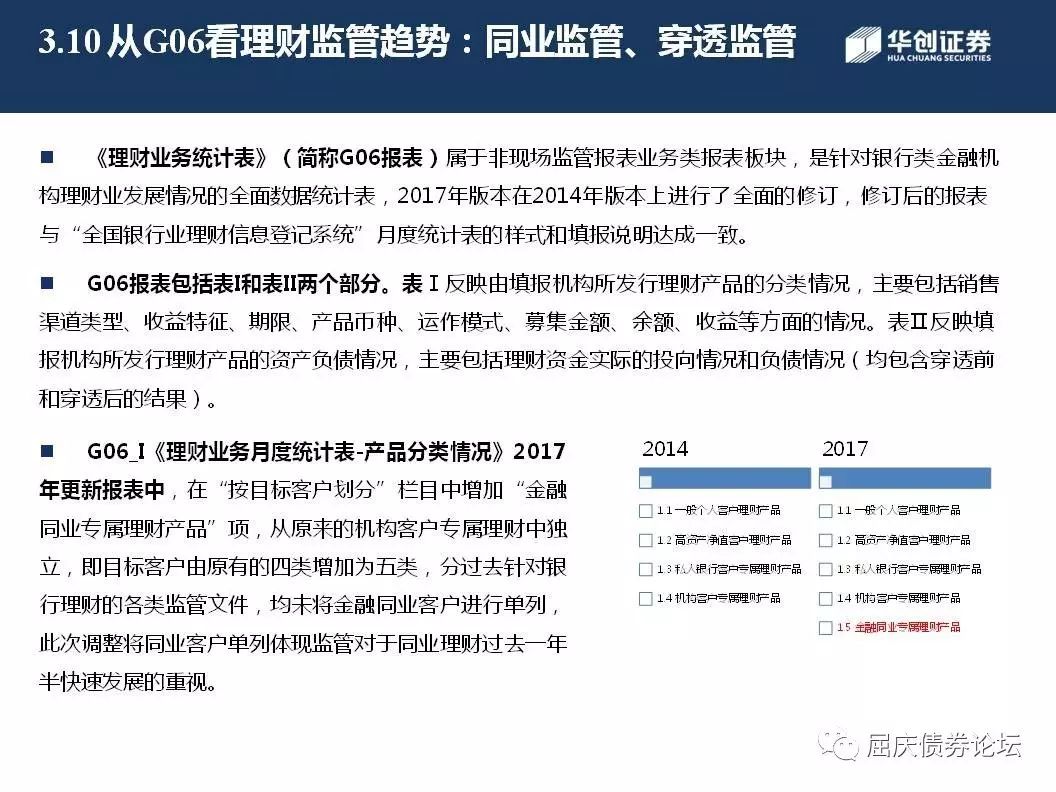 3.10 从G06看理财监管趋势：同业监管、穿透监管
华创证券
HUA CHUANG SECURITIES
《理财业务统计表》（简称G06报表）属于非现场监管报表业务类报表板块，是针对银行类金融机
构理财业发展情况的全面数据统计表，2017年版本在2014年版本上进行了全面的修订，修订后的报表
与“全国银行业理财信息登记系统”月度统计表的样式和填报说明达成一致。
G06报表包括表I和表II两个部分。表Ⅰ反映由填报机构所发行理财产品的分类情况，主要包括销售
渠道类型、收益特征、期限、产品币种、运作模式、募集金额、余额、收益等方面的情况。表Ⅱ反映填
报机构所发行理财产品的资产负债情况，主要包括理财资金实际的投向情况和负债情况（均包含穿透前
和穿透后的结果）。
G06_I《理财业务月度统计表-产品分类情况》2017
年更新报表中，在“按目标客户划分”栏目中增加“金融
同业专属理财产品”项，从原来的机构客户专属理财中独
立，即目标客户由原有的四类增加为五类，分过去针对银
行理财的各类监管文件，均未将金融同业客户进行单列，
此次调整将同业客户单列体现监管对于同业理财过去一年
半快速发展的重视。
2014
1.1 一般个人客户理财产品
1.2 高资产净值客户理财产品
1.3 私人银行客户专属理财产品
1.4 机构客户专属理财产品
2017
1.1 一般个人客户理财产品
1.2 高资产净值客户理财产品
1.3 私人银行客户专属理财产品
1.4 机构客户专属理财产品
1.5 金融同业专属理财产品
屈庆债券论坛